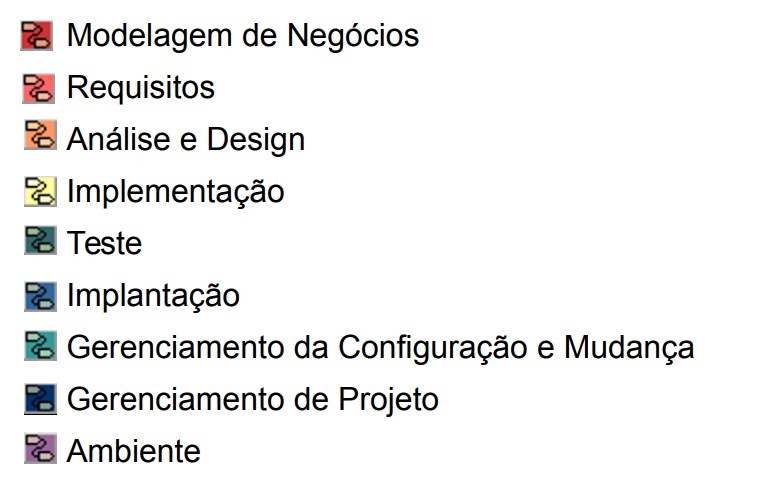 Modelagem de Negócios
Requisitos
Análise e Design
Implementação
Teste
Implantação
Gerenciamento da Configuração e Mudança
Gerenciamento de Projeto
Ambiente